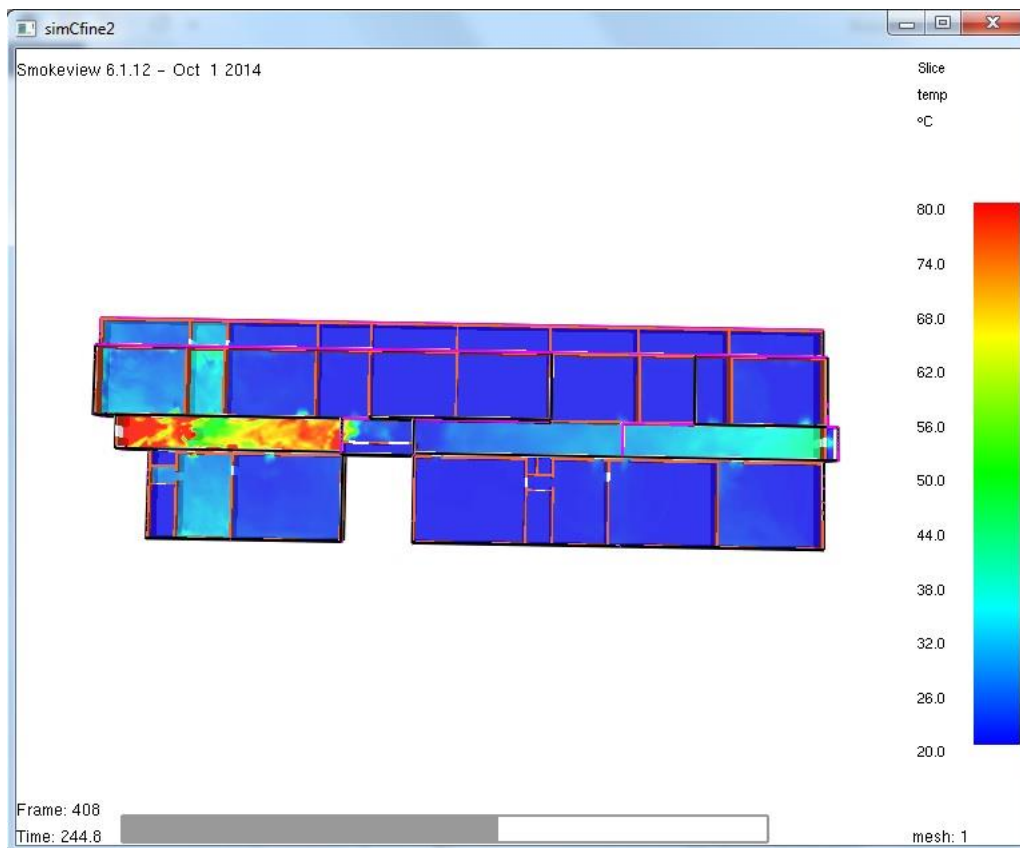 simCfine2
Smokeview 6.1.12 - Oct 1 2014
Slice
temp
°C
80.0
74.0
68.0
62.0
56.0
50.0
44.0
38.0
32.0
26.0
20.0
Frame: 408
Time: 244.8
mesh: 1